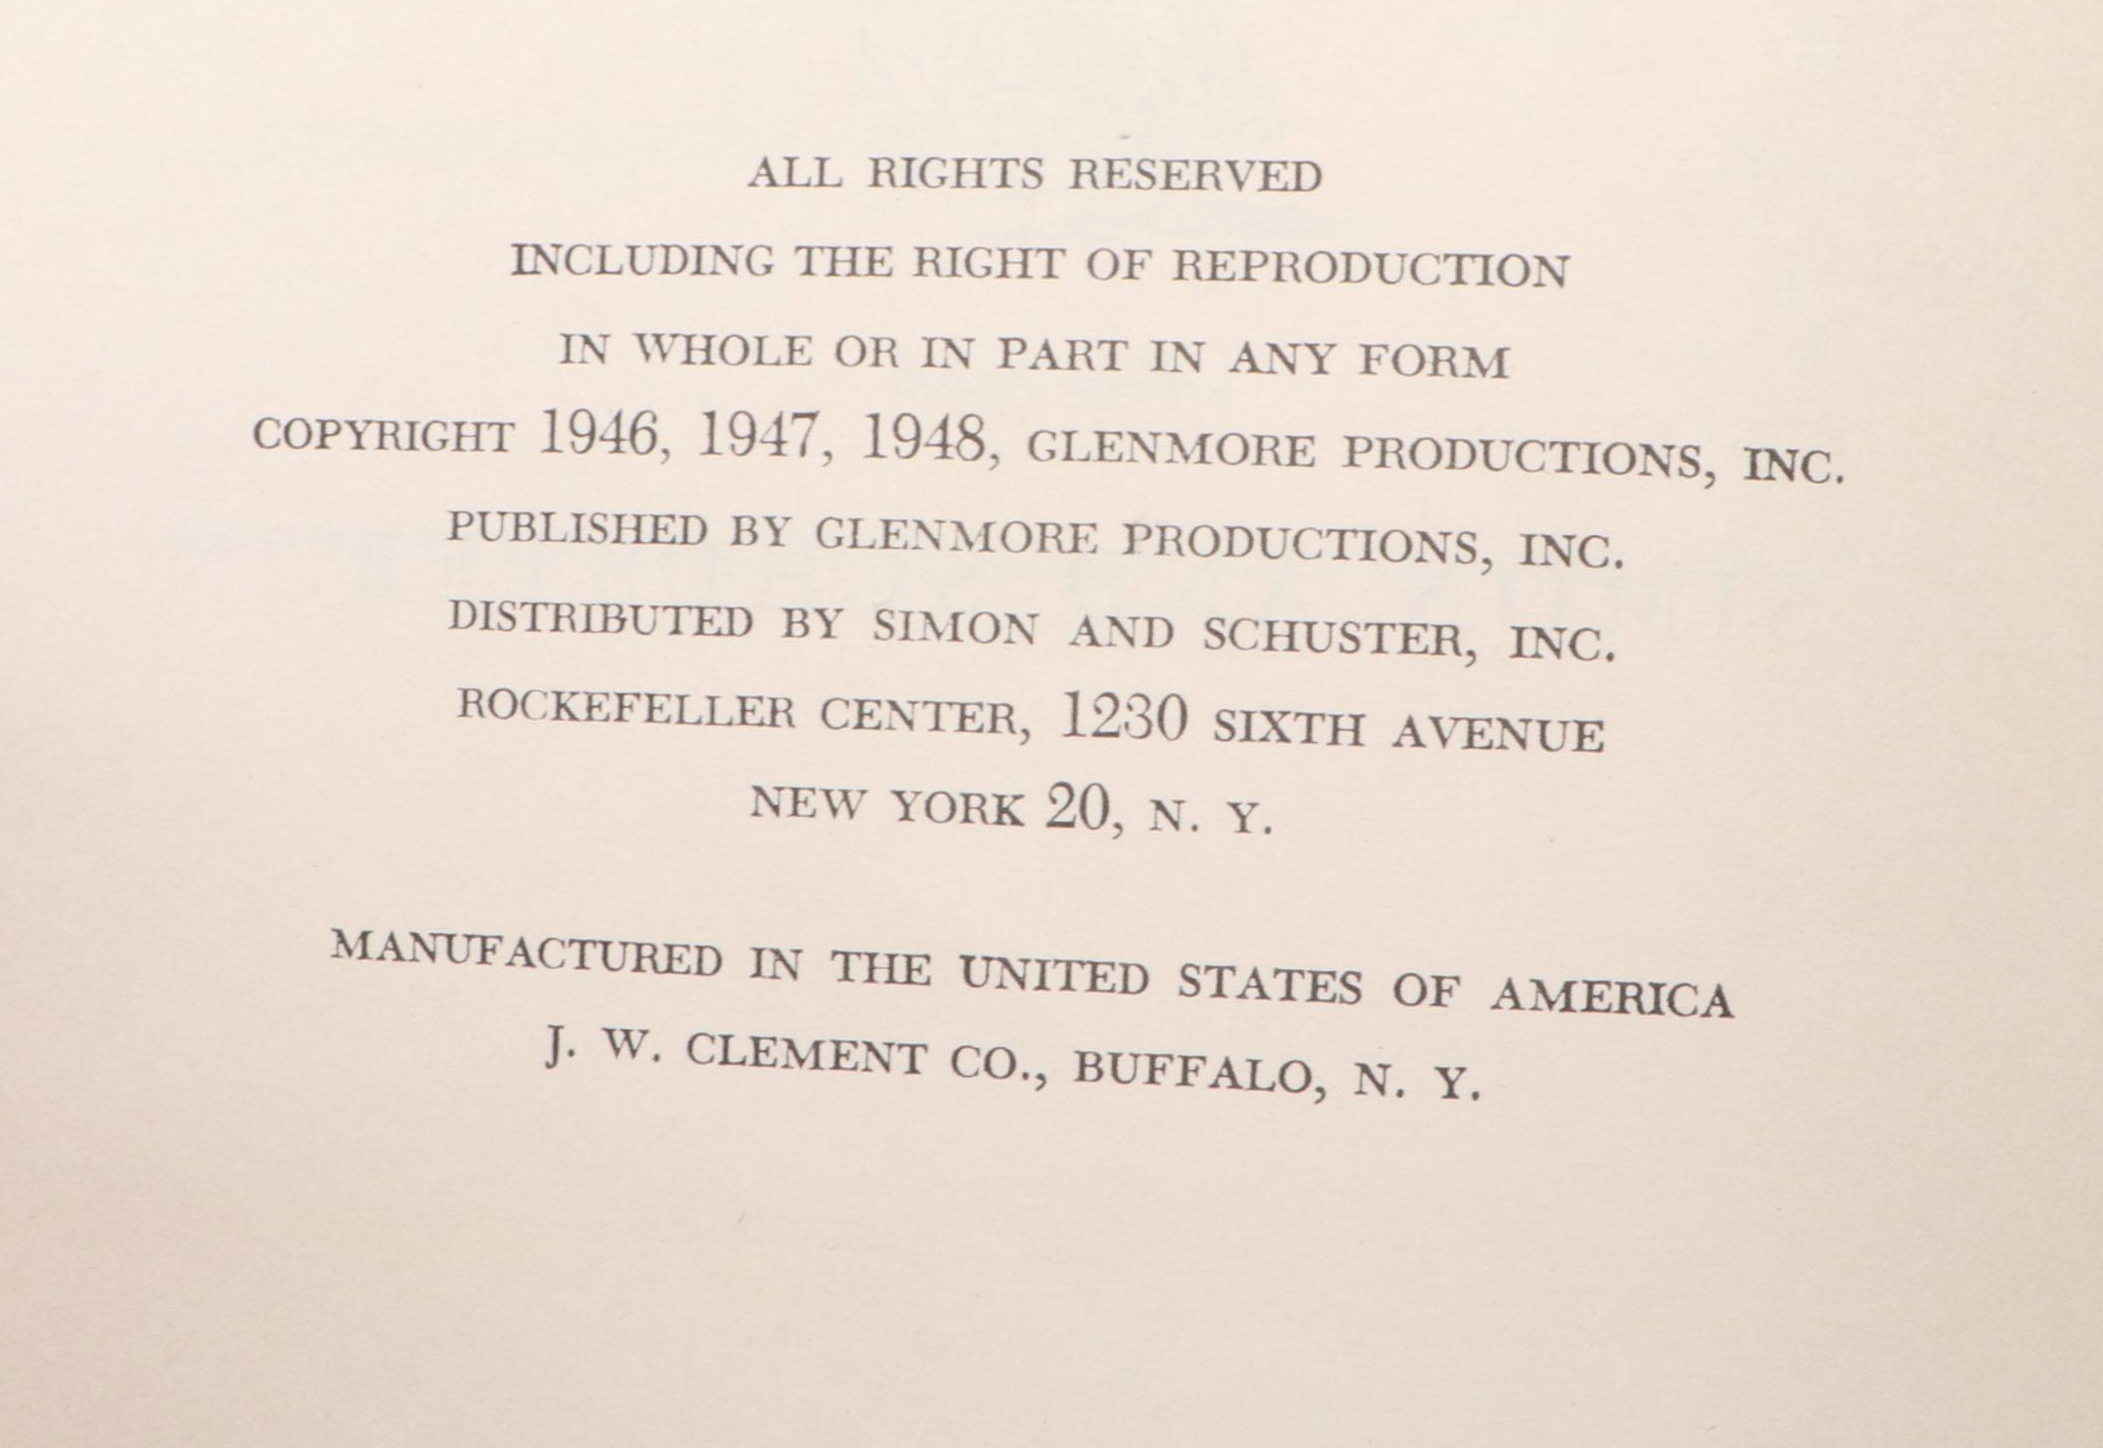 ALL RIGHTS RESERVED
INCLUDING THE RIGHT OF REPRODUCTION
IN WHOLE OR IN PART IN ANY FORM
COPYRIGHT 1946, 1947, 1948, GLENMORE PRODUCTIONS, INC.
PUBLISHED BY GLENMORE PRODUCTIONS, INC.
DISTRIBUTED BY SIMON AND SCHUSTER, INC.
ROCKEFELLER CENTER, 1230 SIXTH AVENUE
NEW YORK 20, N. Y.
MANUFACTURED IN THE UNITED STATES OF AMERICA
J. W. CLEMENT CO., BUFFALO, N. Y.